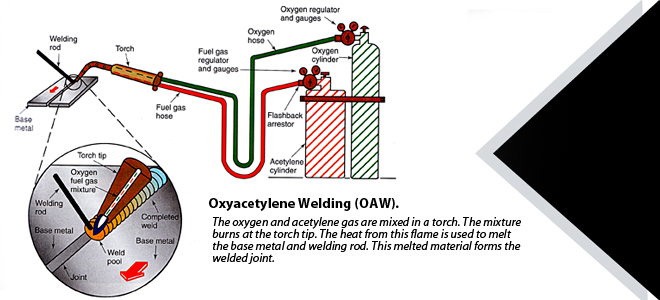 Oxygen regulator
and gauges
Oxygen
hose
Welding
rod
Torch
Fuel gas
regulator
and gauges
Oxygen
cylinder
Base
metal
Fuel gas
hose
Flashback
arrestor
Acetylene
cylinder
Torch tip
Oxygen
fuel gas
mixture
Welding
rod
Completed
weld
Base metal
Base metal
Weld
pool
Joint
Oxyacetylene Welding (OAW).
The oxygen and acetylene gas are mixed in a torch. The mixture
burns at the torch tip. The heat from this flame is used to melt
the base metal and welding rod. This melted material forms the
welded joint.